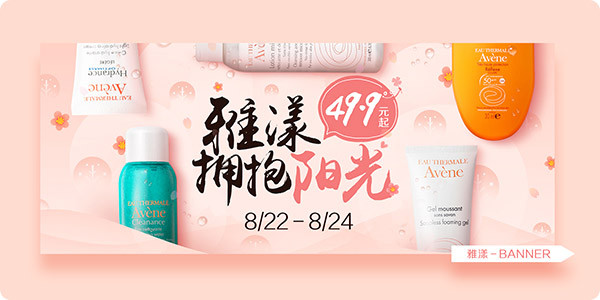 雅漾
拥抱阳光
49.9元起
8/22-8/24
Hydrance
Avène
EAU THERMALE
Avène
EAU THERMALE
Avène
50+
EAU THERMALE
Avène
Cleanance
EAU THERMALE
Avène
Gel moussant
sans savon
Soapless foaming gel
雅漾-BANNER